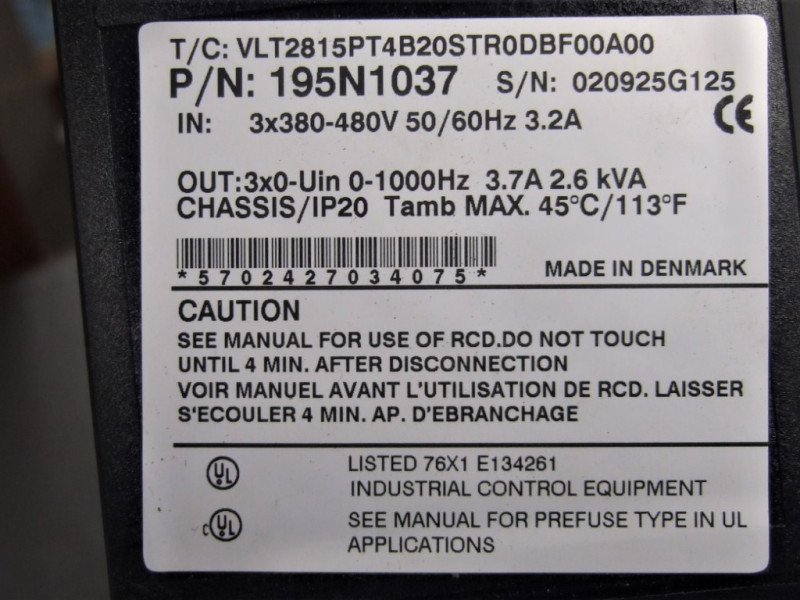 T/C: VLT2815PT4B20STR0DBF00A00
P/N: 195N1037 S/N: 020925G125
IN: 3x380-480V 50/60Hz 3.2A CE
OUT:3x0-Uin 0-1000Hz 3.7A 2.6 kVA
CHASSIS/IP20 Tamb MAX. 45°C/113°F
*5702427034075*
MADE IN DENMARK
CAUTION
SEE MANUAL FOR USE OF RCD.DO NOT TOUCH
UNTIL 4 MIN. AFTER DISCONNECTION
VOIR MANUEL AVANT L'UTILISATION DE RCD. LAISSER
S'ECOULER 4 MIN. AP. D'EBRANCHAGE
UL LISTED 76X1 E134261
INDUSTRIAL CONTROL EQUIPMENT
c UL SEE MANUAL FOR PREFUSE TYPE IN UL
APPLICATIONS